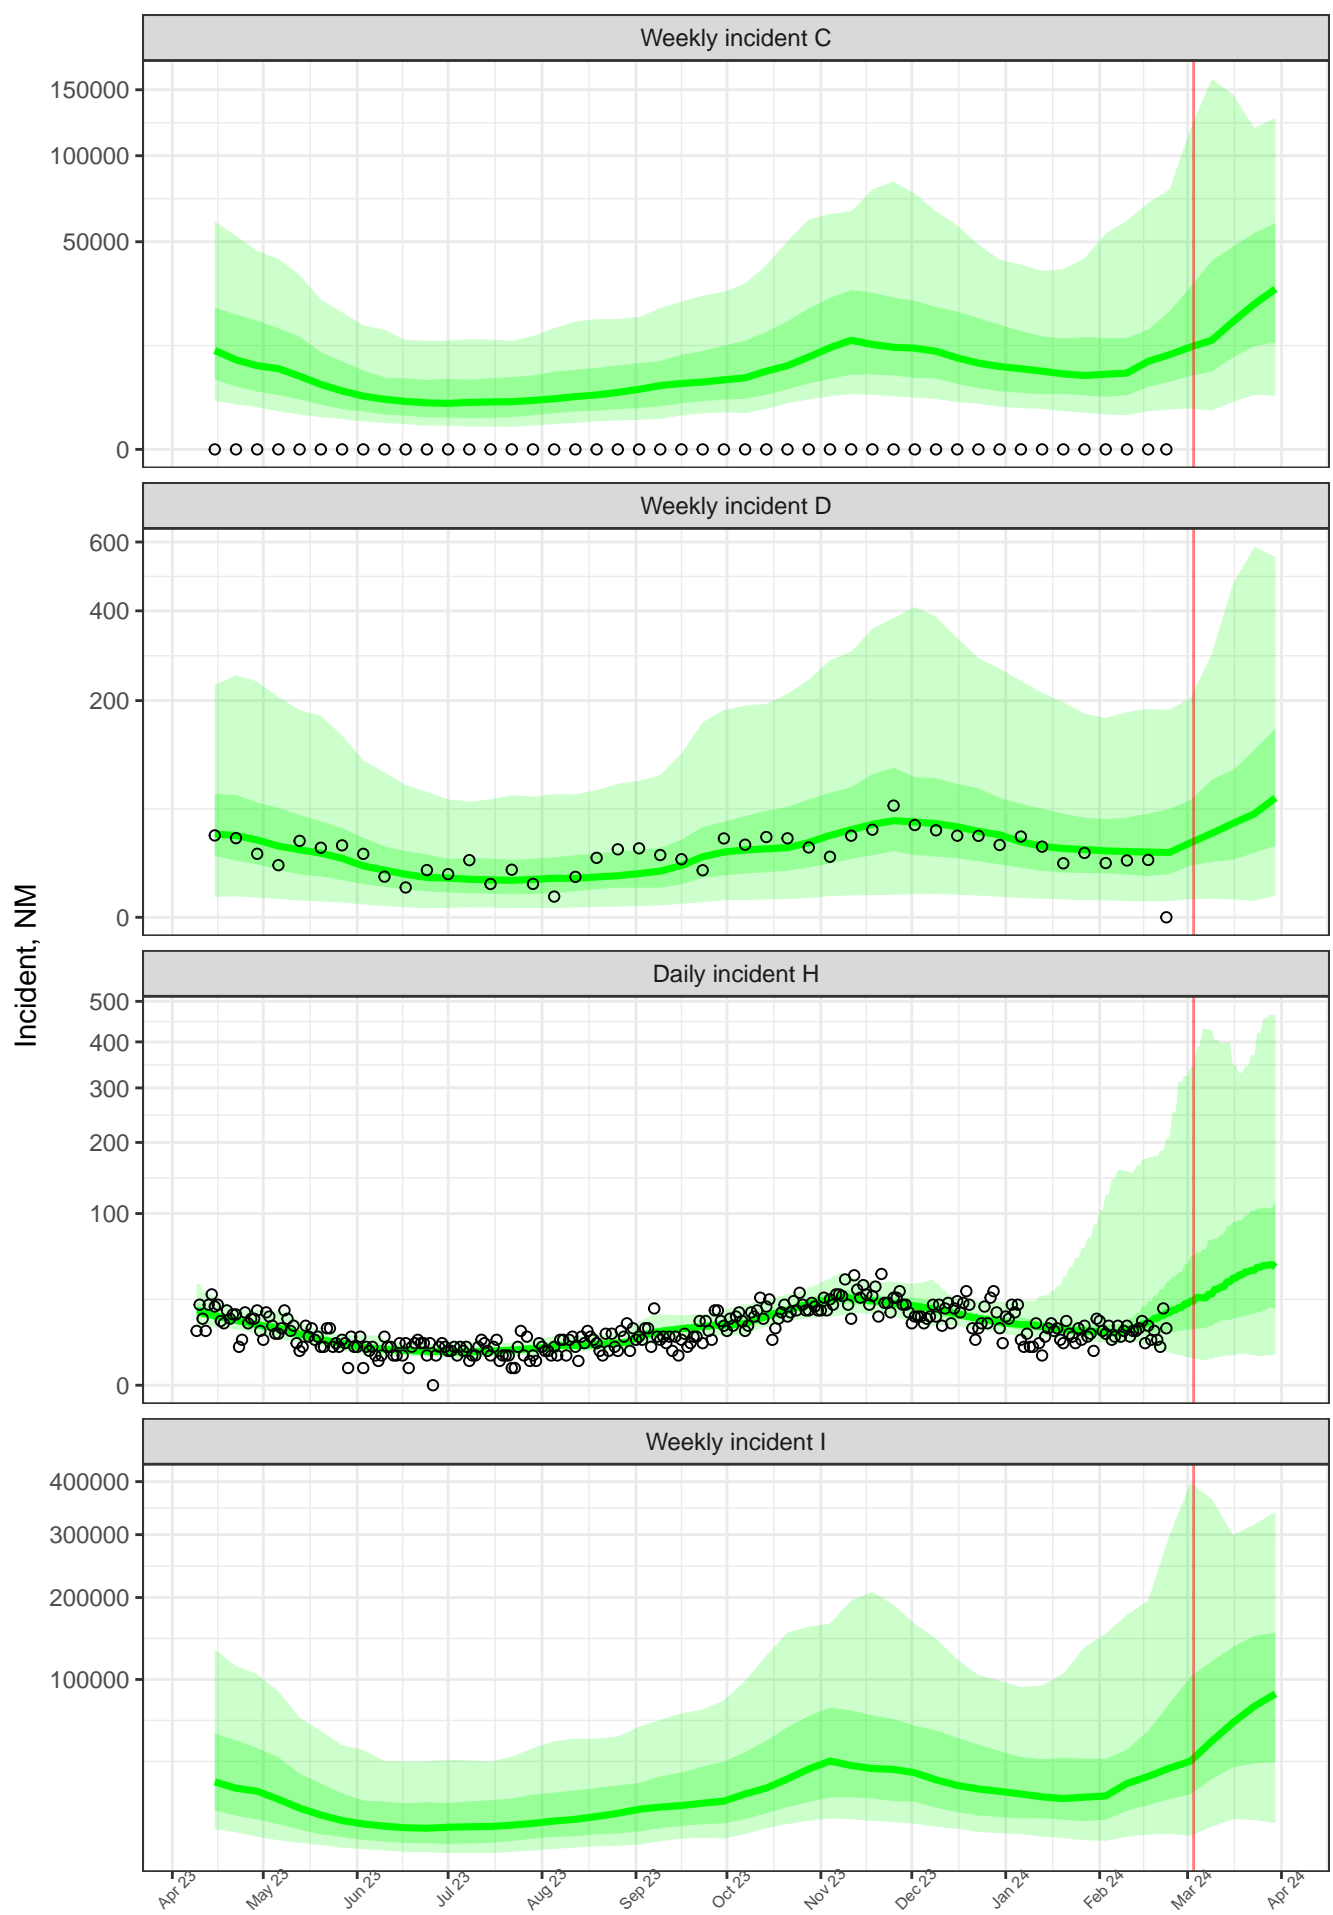 Weekly incident C
150000
100000
50000
0
Weekly incident D
600
400
200
0
Incident, NM
Daily incident H
500
400
300
200
100
0
Weekly incident I
400000
300000
200000
100000
Apr 23
May 23
Jun 23
Jul 23
Aug 23
Sep 23
Oct 23
Nov 23
Dec 23
Jan 24
Feb 24
Mar 24
Apr 24